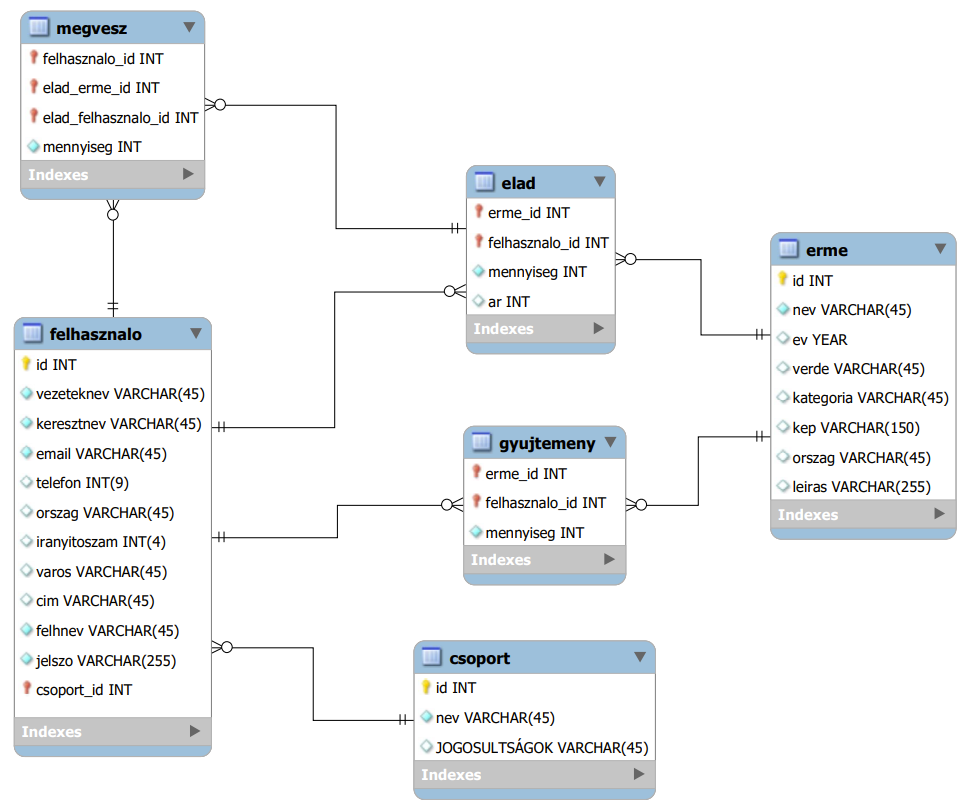 megvesz
felhasznalo_id INT
elad_erme_id INT
elad_felhasznalo_id INT
mennyiseg INT
Indexes
elad
erme_id INT
felhasznalo_id INT
mennyiseg INT
ar INT
Indexes
erme
id INT
nev VARCHAR(45)
ev YEAR
verde VARCHAR(45)
kategoria VARCHAR(45)
kep VARCHAR(150)
orszag VARCHAR(45)
leiras VARCHAR(255)
Indexes
felhasznalo
id INT
vezeteknev VARCHAR(45)
keresztnev VARCHAR(45)
email VARCHAR(45)
telefon INT(9)
orszag VARCHAR(45)
iranyitoszam INT(4)
varos VARCHAR(45)
cim VARCHAR(45)
felhnev VARCHAR(45)
jelszo VARCHAR(255)
csoport_id INT
Indexes
gyujtemeny
erme_id INT
felhasznalo_id INT
mennyiseg INT
Indexes
csoport
id INT
nev VARCHAR(45)
JOGOSULTSÁGOK VARCHAR(45)
Indexes